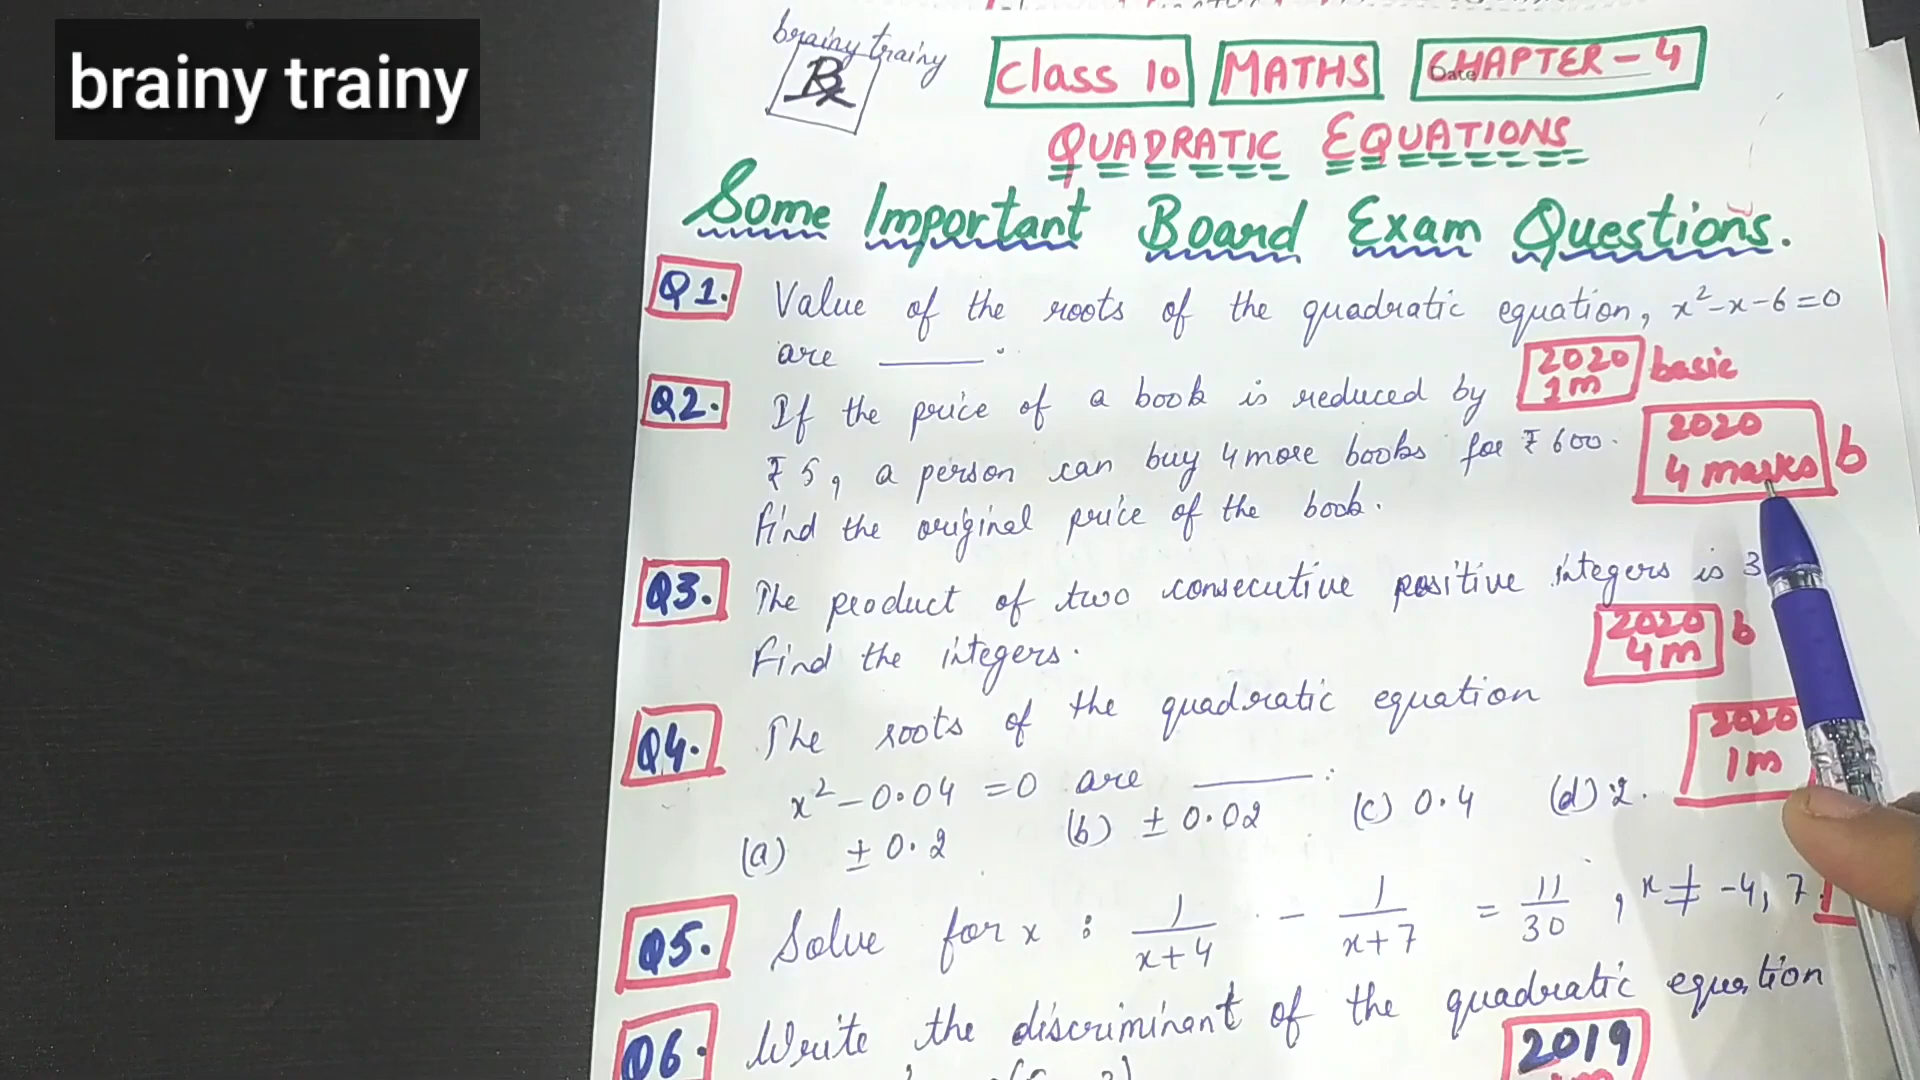 brainy trainy
brainy trainy
B
Class 10 MATHS CHAPTER-4
Date
QUADRATIC EQUATIONS
Some Important Board Exam Questions.
Q1. Value of the roots of the quadratic equation, x²-x-6=0
are ______.
2020 1m basic
Q2. If the price of a book is reduced by
₹ 5, a person can buy 4 more books for ₹ 600.
2020 4 marks b
Find the original price of the book.
Q3. The product of two consecutive positive integers is 3
2020 4m b
Find the integers.
Q4. The roots of the quadratic equation
2020 1m
x²-0.04 =0 are ______.
(a) ±0.2 (b) ±0.02 (c) 0.4 (d) 2.
Q5. Solve for x : 1/x+4 - 1/x+7 = 11/30, x≠ -4, 7
Q6. Write the discriminant of the quadratic equation
2019